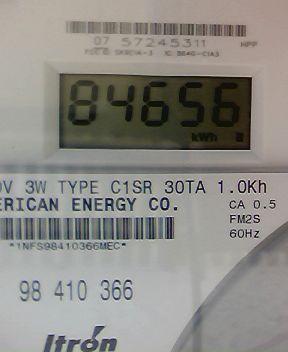 07 57245311 HPP
84656
kWh
0V 3W TYPE C1SR 30TA 1.0Kh
ERICAN ENERGY CO. CA 0.5
FM2S
*1NFS98410366MEC* 60Hz
98 410 366
Itron